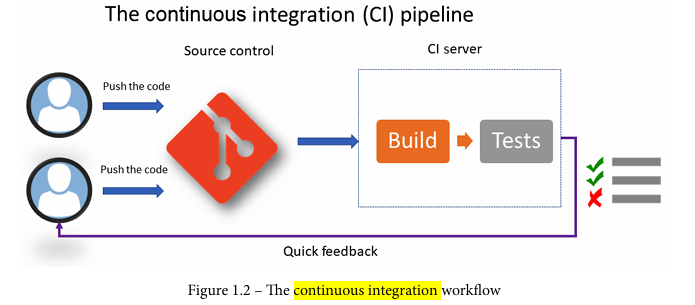 The continuous integration (CI) pipeline
Source control
CI server
Push the code
Push the code
Build
Tests
Quick feedback
Figure 1.2 – The continuous integration workflow